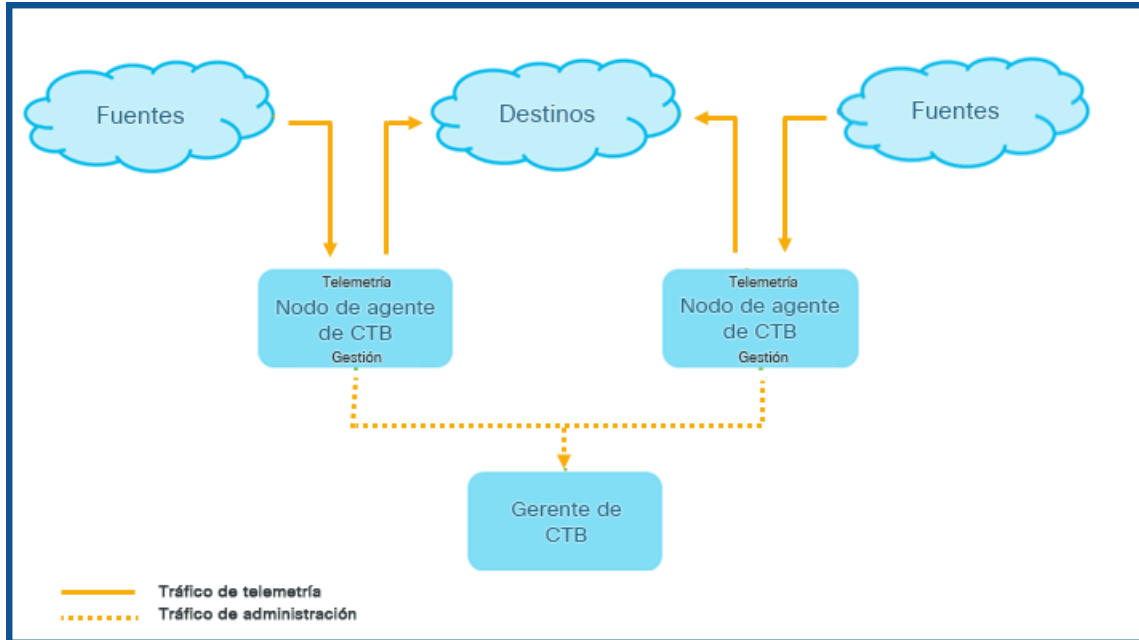 Fuentes
Destinos
Fuentes
Telemetría
Nodo de agente
de CTB
Gestión
Telemetría
Nodo de agente
de CTB
Gestión
Gerente de
CTB
Tráfico de telemetría
Tráfico de administración